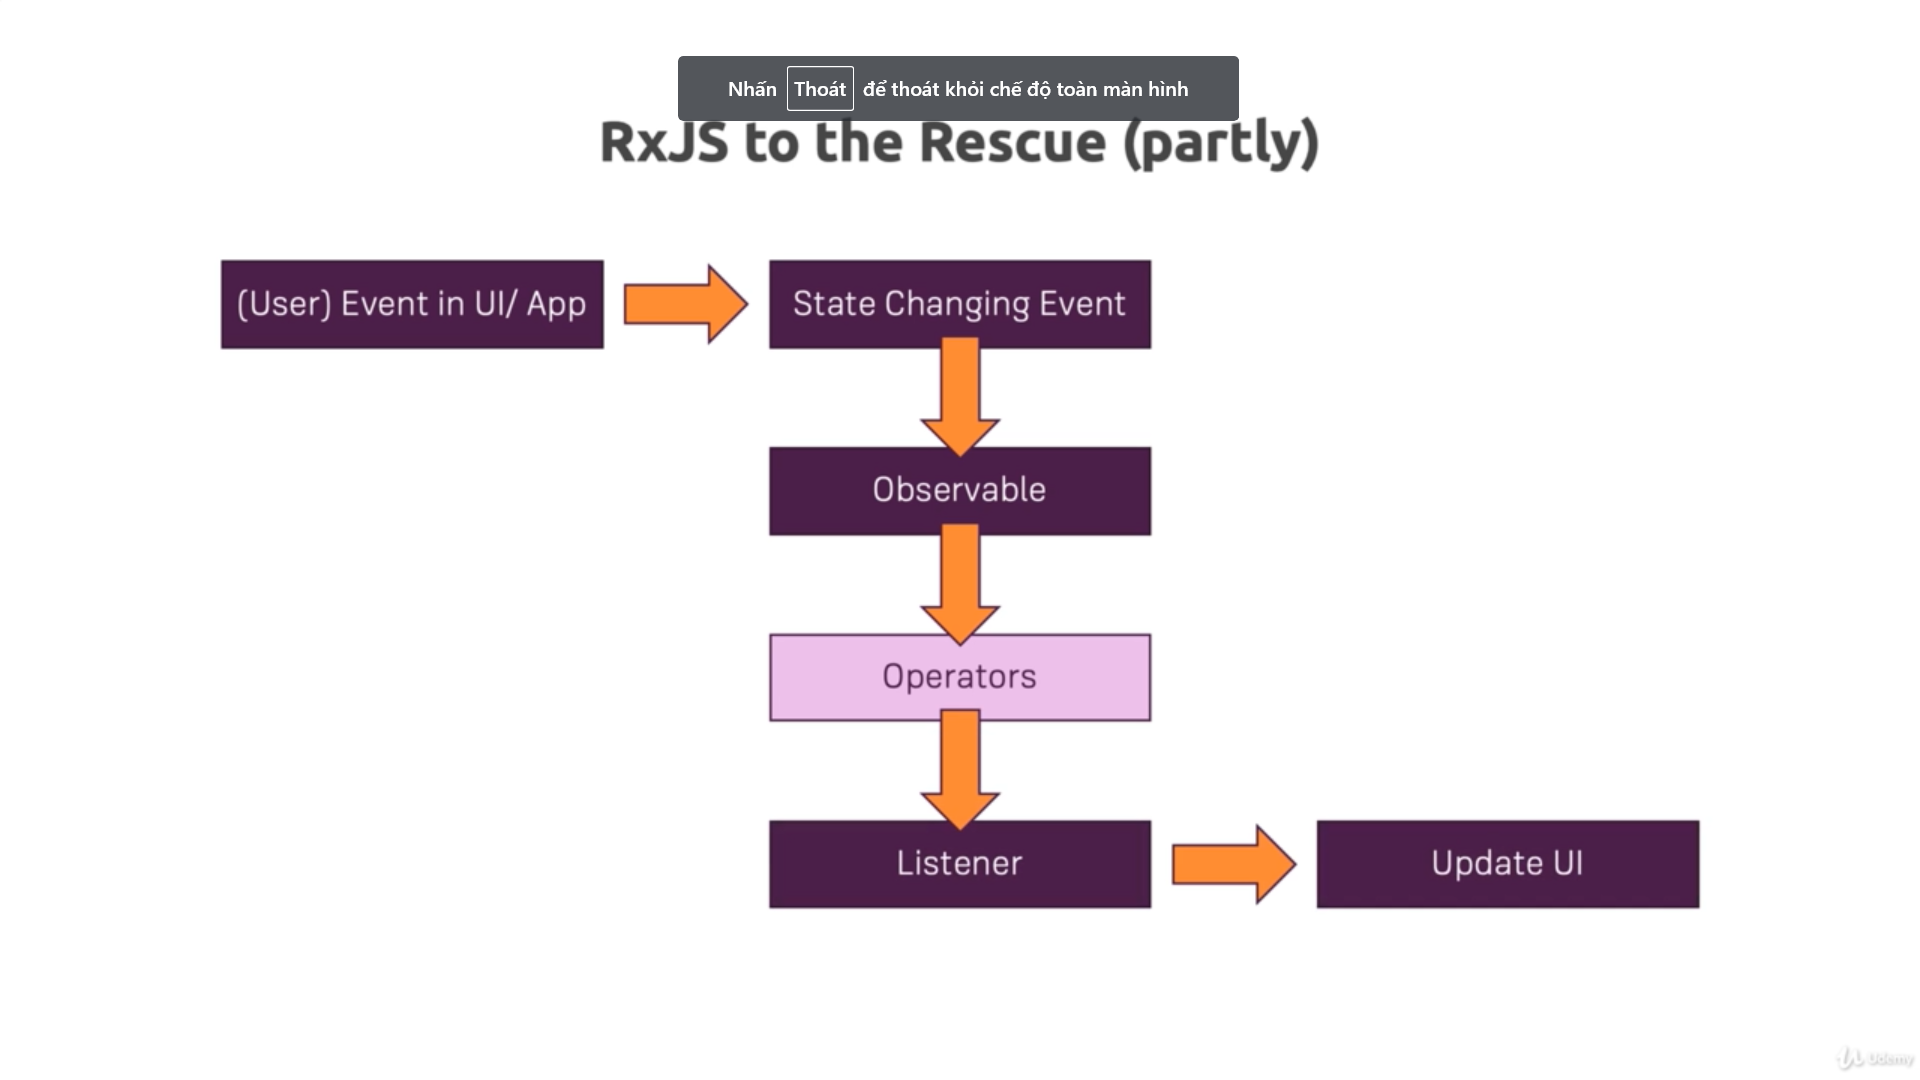 Nhấn Thoát để thoát khỏi chế độ toàn màn hình
RxJS to the Rescue (partly)
(User) Event in UI/ App
State Changing Event
Observable
Operators
Listener
Update UI
Udemy